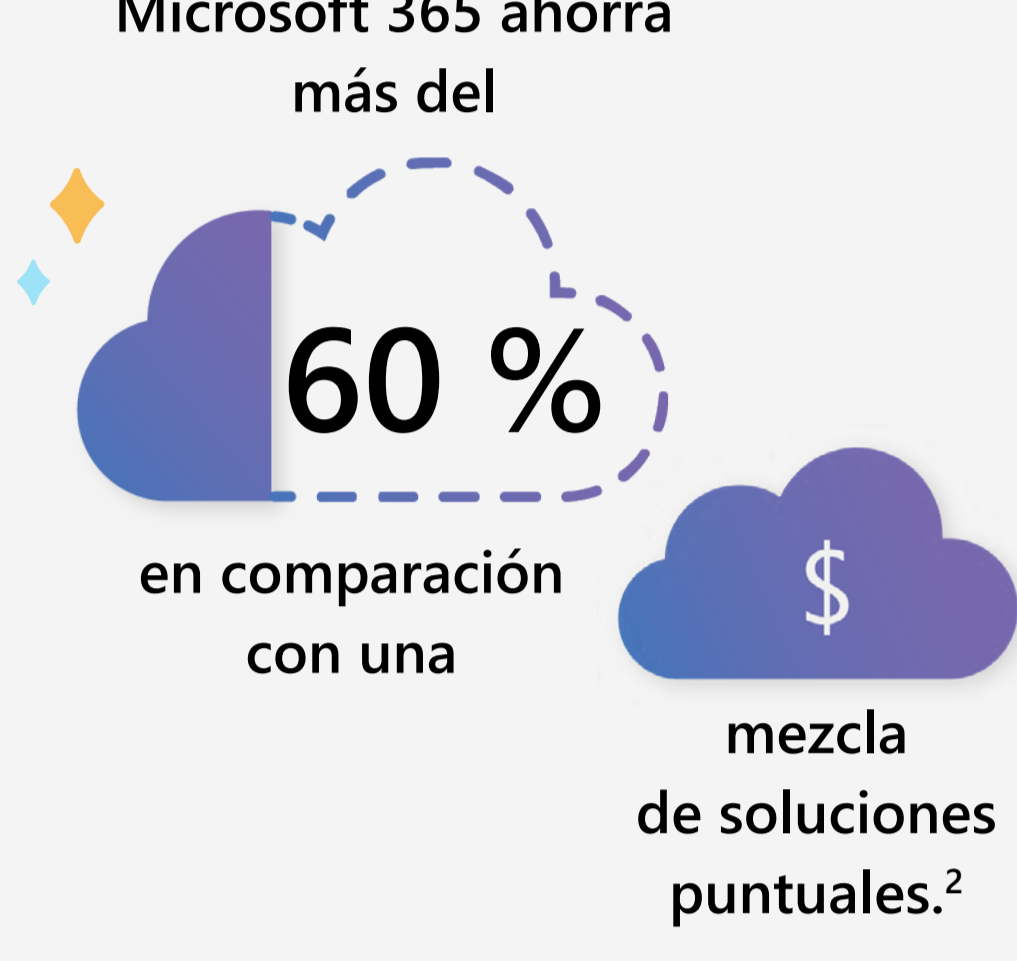 Microsoft 365 ahorra
más del
60 %
en comparación
con una
$
mezcla
de soluciones
puntuales.²